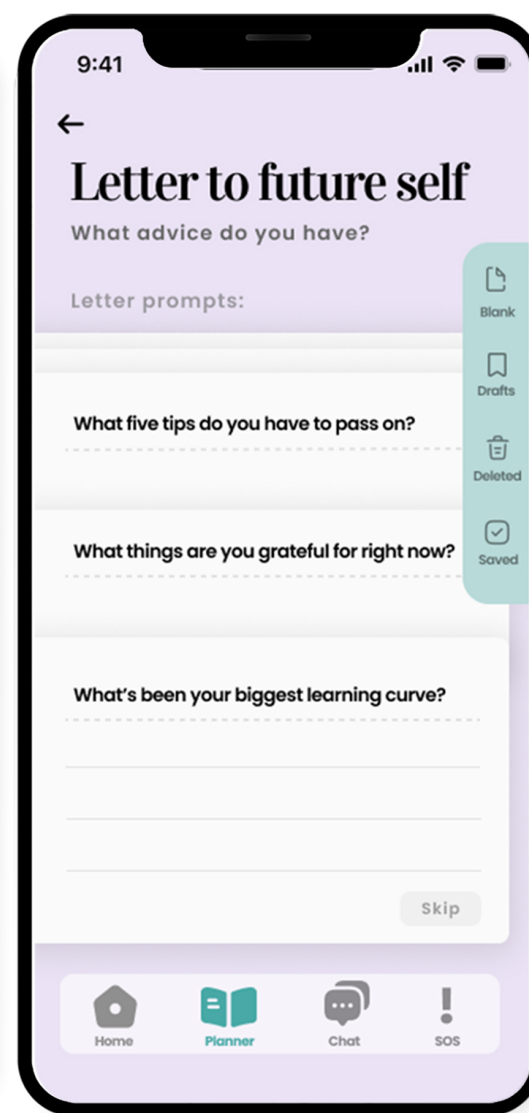 9:41
Letter to future self
What advice do you have?
Letter prompts:
Blank
Drafts
Deleted
Saved
What five tips do you have to pass on?
What things are you grateful for right now?
What's been your biggest learning curve?
Skip
Home
Planner
Chat
SOS